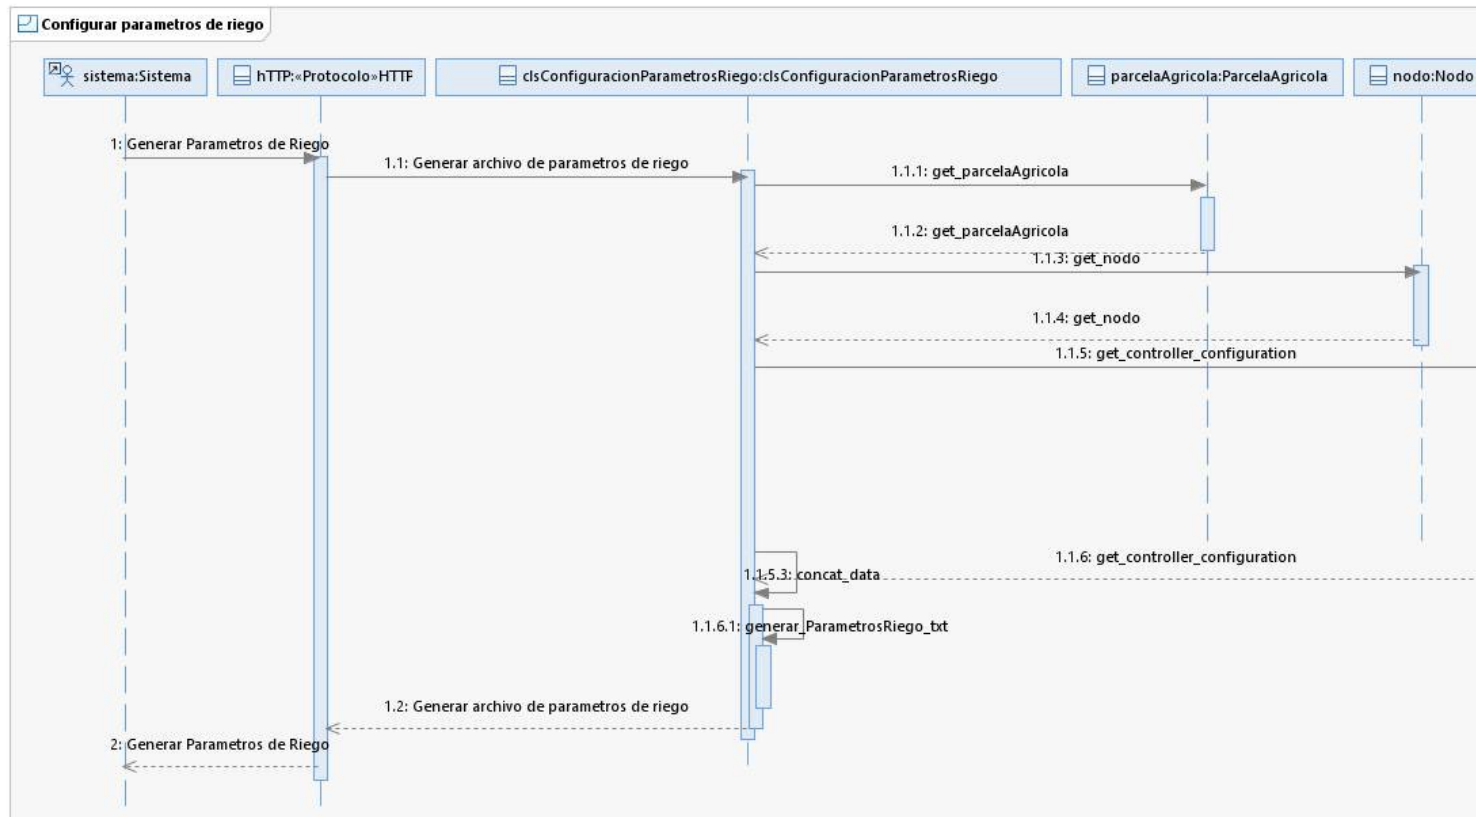 Configurar parametros de riego
sistema:Sistema
hTTP:«Protocolo»HTTP
clsConfiguracionParametrosRiego:clsConfiguracionParametrosRiego
parcelaAgricola:ParcelaAgricola
nodo:Nodo
1: Generar Parametros de Riego
1.1: Generar archivo de parametros de riego
1.1.1: get_parcelaAgricola
1.1.2: get_parcelaAgricola
1.1.3: get_nodo
1.1.4: get_nodo
1.1.5: get_controller_configuration
1.1.6: get_controller_configuration
1.1.5.3: concat_data
1.1.6.1: generar_ParametrosRiego_txt
1.2: Generar archivo de parametros de riego
2: Generar Parametros de Riego